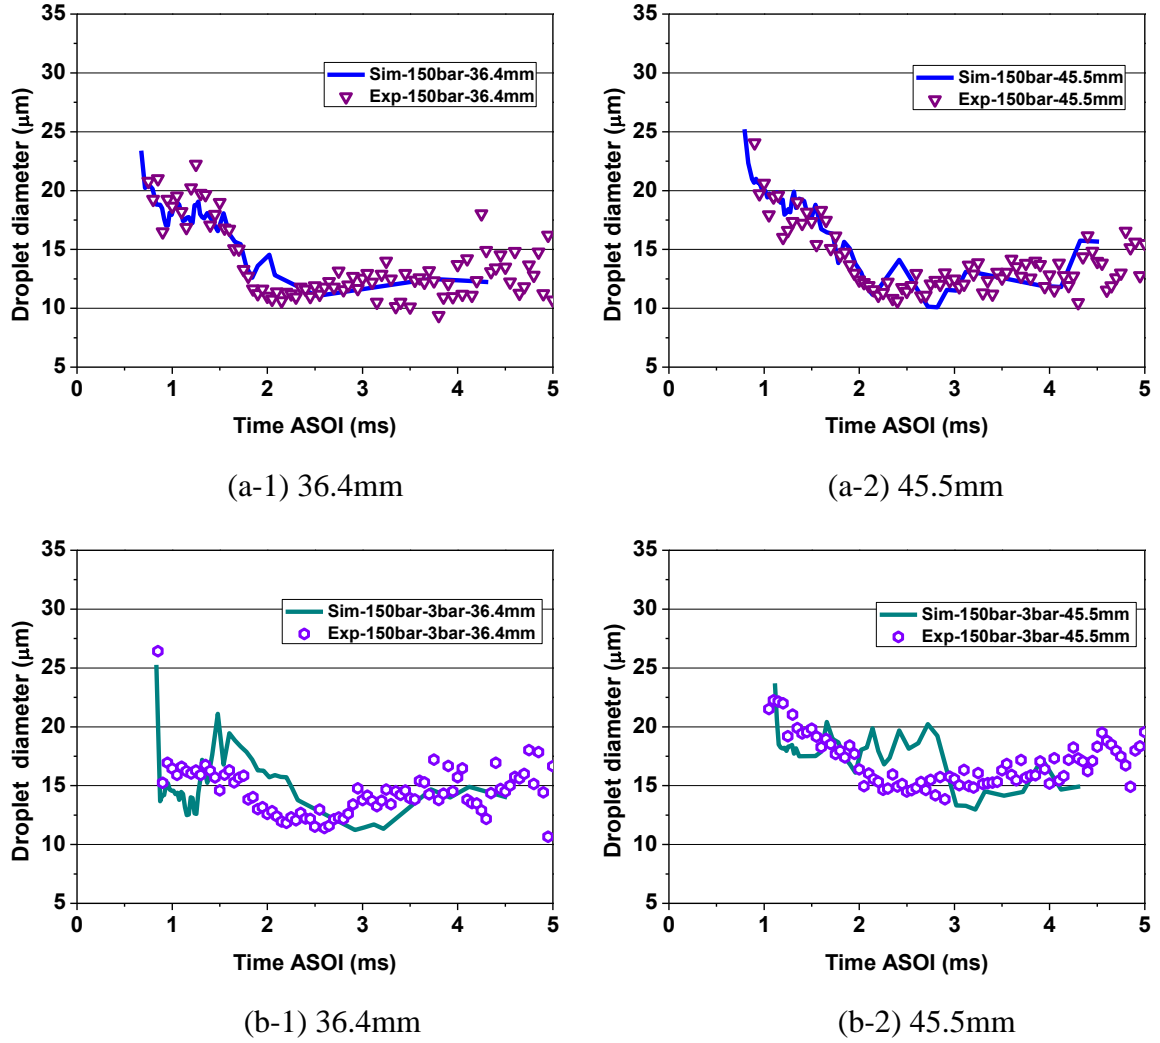 35
30
25
20
15
10
5
Droplet diameter (μm)
Sim-150bar-36.4mm
Exp-150bar-36.4mm
0 1 2 3 4 5
Time ASOI (ms)
(a-1) 36.4mm
35
30
25
20
15
10
5
Droplet diameter (μm)
Sim-150bar-45.5mm
Exp-150bar-45.5mm
0 1 2 3 4 5
Time ASOI (ms)
(a-2) 45.5mm
35
30
25
20
15
10
5
Droplet diameter (μm)
Sim-150bar-3bar-36.4mm
Exp-150bar-3bar-36.4mm
0 1 2 3 4 5
Time ASOI (ms)
(b-1) 36.4mm
35
30
25
20
15
10
5
Droplet diameter (μm)
Sim-150bar-3bar-45.5mm
Exp-150bar-3bar-45.5mm
0 1 2 3 4 5
Time ASOI (ms)
(b-2) 45.5mm